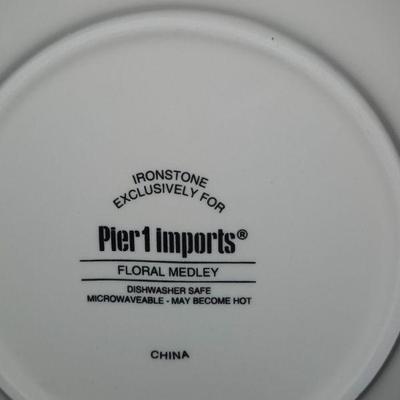 IRONSTONE
EXCLUSIVELY FOR
Pier 1 imports®
FLORAL MEDLEY
DISHWASHER SAFE
MICROWAVEABLE - MAY BECOME HOT
CHINA